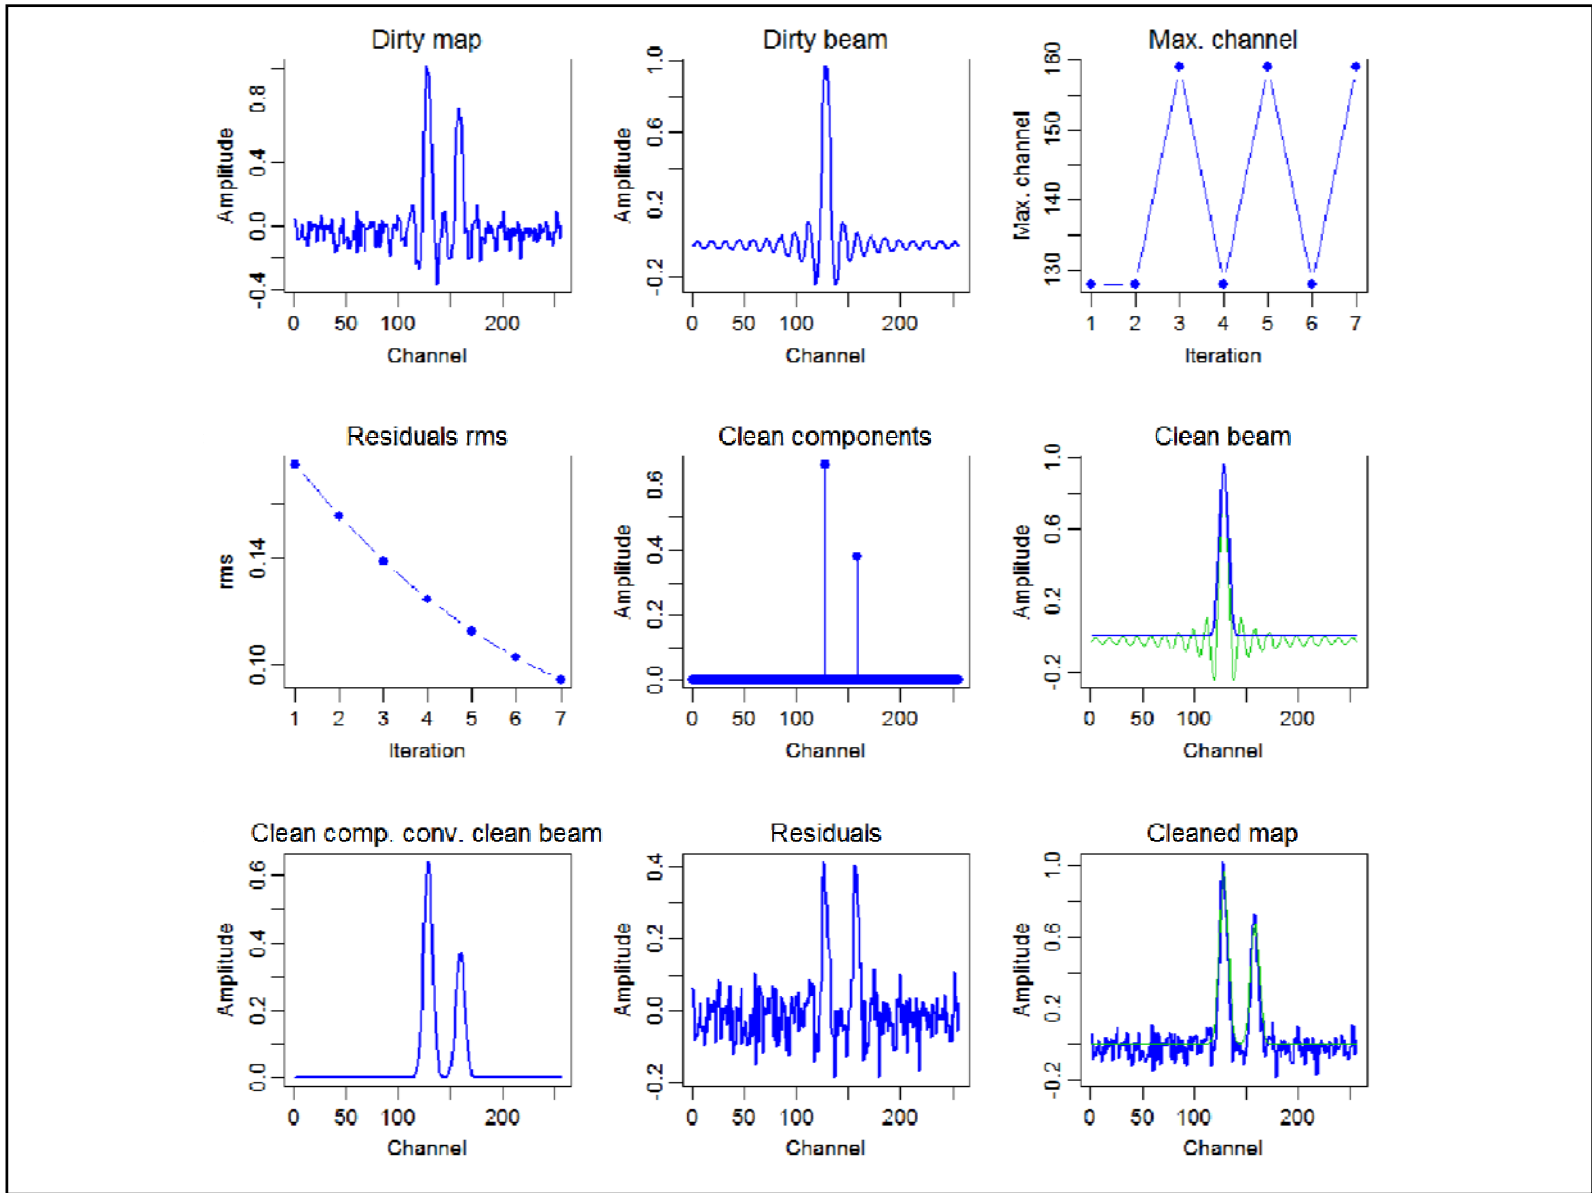 Dirty map
Amplitude
0.8
0.4
0.0
-0.4
0 50 100 200
Channel
Dirty beam
Amplitude
1.0
0.6
0.2
-0.2
0 50 100 200
Channel
Max. channel
Max. channel
160
150
140
130
1 2 3 4 5 6 7
Iteration
Residuals rms
rms
0.14
0.10
1 2 3 4 5 6 7
Iteration
Clean components
Amplitude
0.6
0.4
0.2
0.0
0 50 100 200
Channel
Clean beam
Amplitude
1.0
0.6
0.2
-0.2
0 50 100 200
Channel
Clean comp. conv. clean beam
Amplitude
0.6
0.4
0.2
0.0
0 50 100 200
Channel
Residuals
Amplitude
0.4
0.2
0.0
-0.2
0 50 100 200
Channel
Cleaned map
Amplitude
1.0
0.6
0.2
-0.2
0 50 100 200
Channel